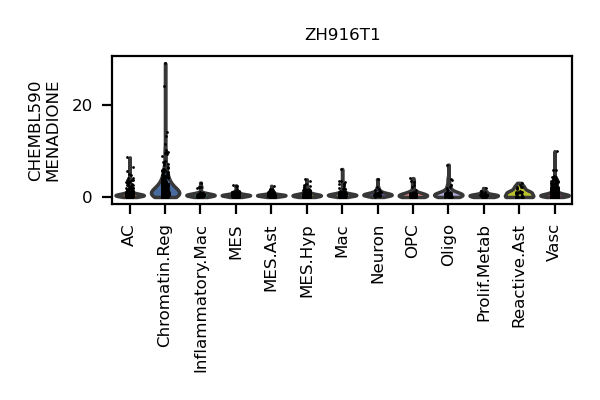 ZH916T1
CHEMBL590
MENADIONE
20
0
AC
Chromatin.Reg
Inflammatory.Mac
MES
MES.Ast
MES.Hyp
Mac
Neuron
OPC
Oligo
Prolif.Metab
Reactive.Ast
Vasc